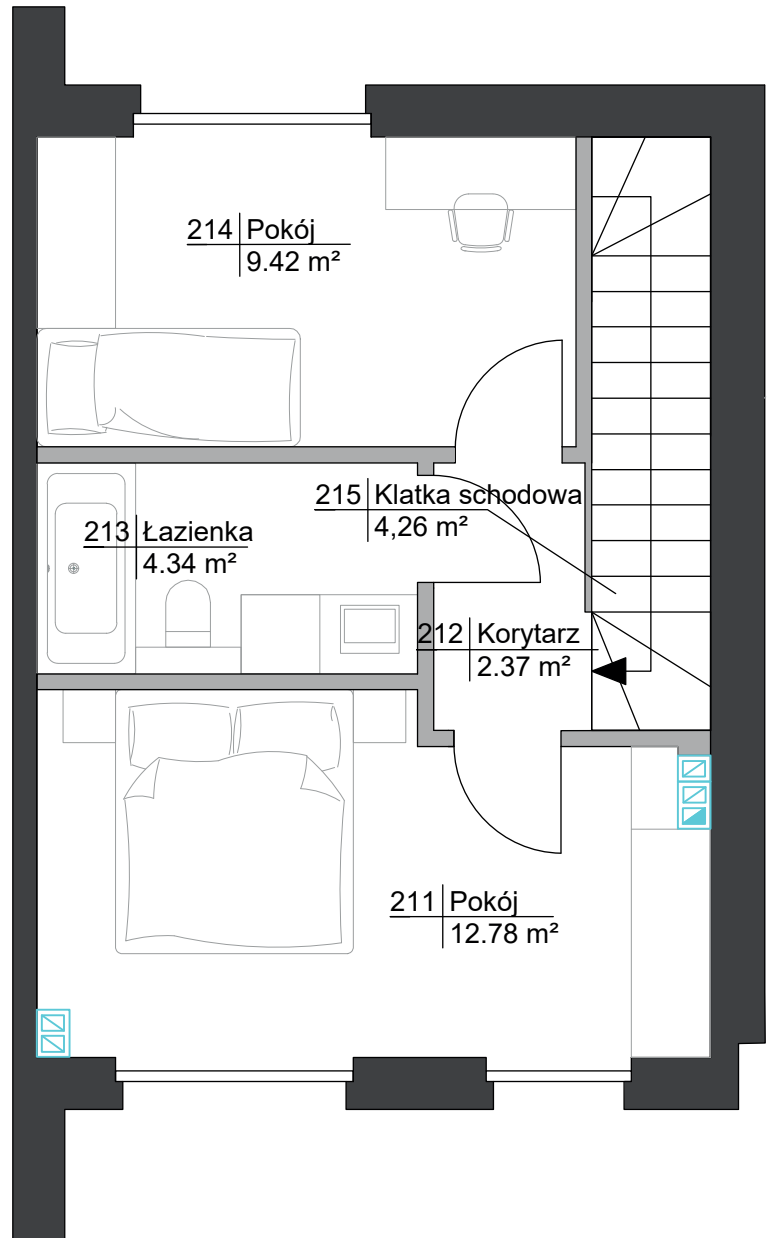 214 Pokój
9.42 m²
215 Klatka schodowa
4,26 m²
213 Łazienka
4.34 m²
212 Korytarz
2.37 m²
211 Pokój
12.78 m²